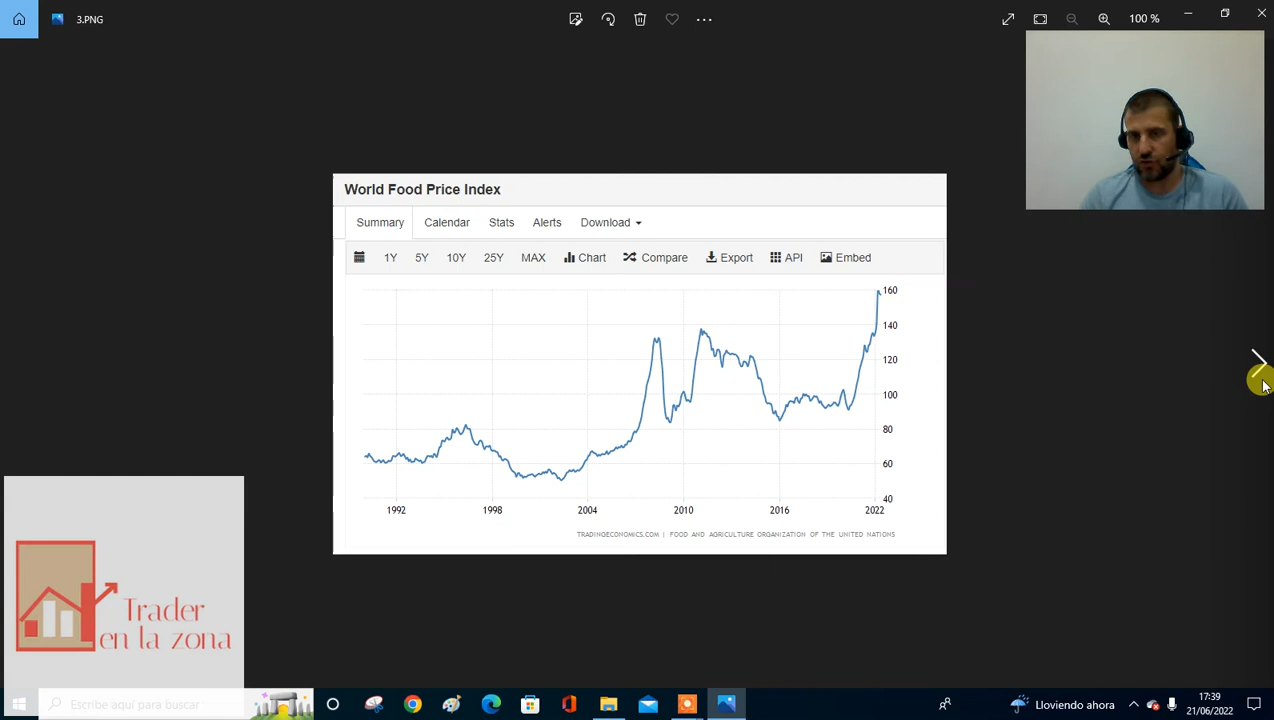 3.PNG
100 %
World Food Price Index
Summary Calendar Stats Alerts Download
1Y 5Y 10Y 25Y MAX Chart Compare Export API Embed
160
140
120
100
80
60
40
1992 1998 2004 2010 2016 2022
TRADINGECONOMICS.COM | FOOD AND AGRICULTURE ORGANIZATION OF THE UNITED NATIONS
Trader
en la zona
Escribe aquí para buscar
Lloviendo ahora
17:39
21/06/2022